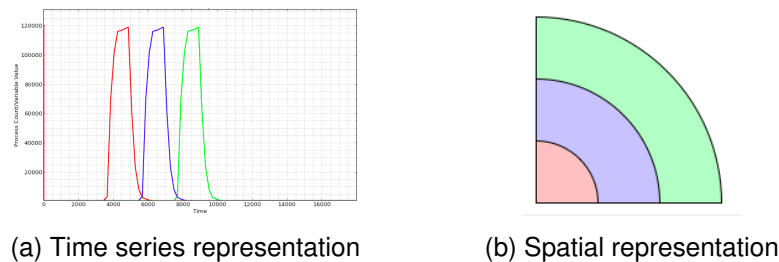 120000
100000
80000
60000
40000
20000
Process Count/Variable Value
0 2000 4000 6000 8000 10000 12000 14000 16000
Time
(a) Time series representation
(b) Spatial representation